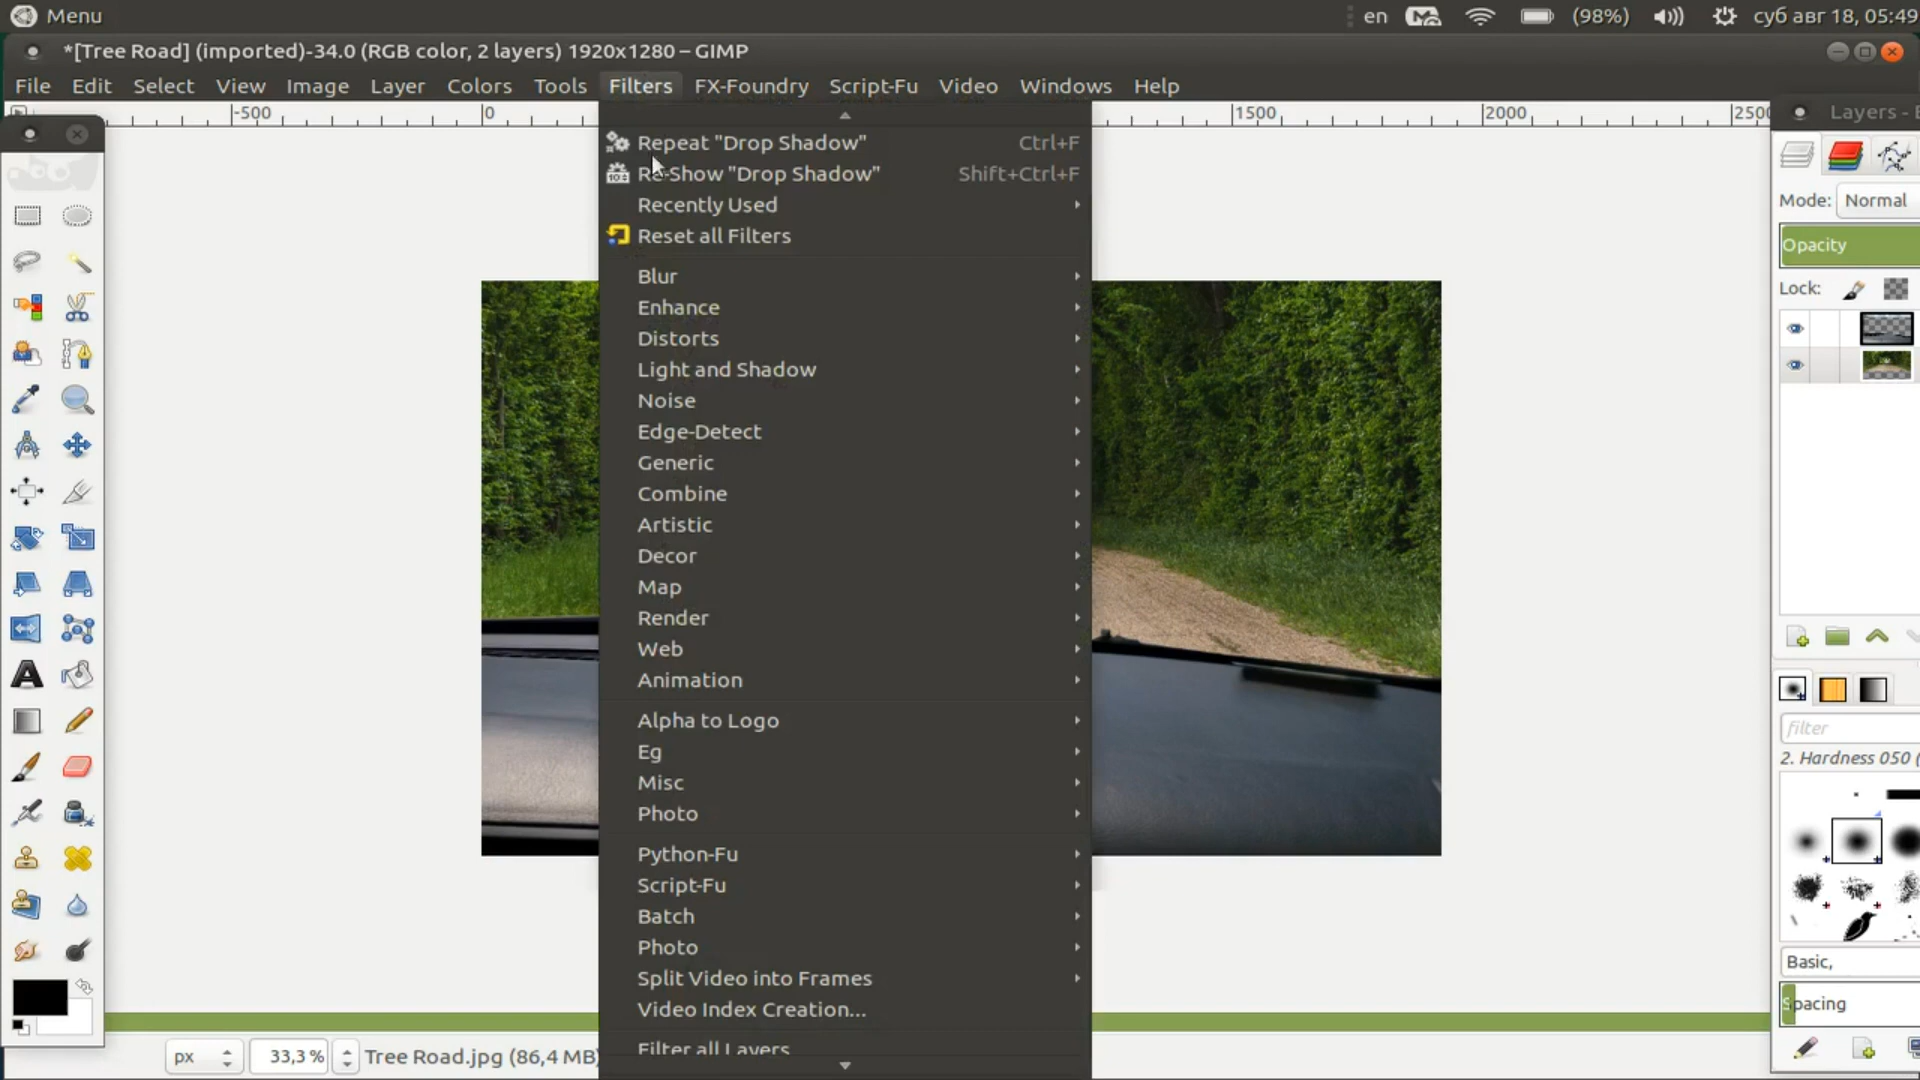 Menu
en
(98%)
суб авг 18, 05:49
*[Tree Road] (imported)-34.0 (RGB color, 2 layers) 1920x1280 – GIMP
File Edit Select View Image Layer Colors Tools Filters FX-Foundry Script-Fu Video Windows Help
-500 0 1500 2000 2500
Layers -
Repeat "Drop Shadow" Ctrl+F
Re-Show "Drop Shadow" Shift+Ctrl+F
Recently Used
Reset all Filters
Blur
Enhance
Distorts
Light and Shadow
Noise
Edge-Detect
Generic
Combine
Artistic
Decor
Map
Render
Web
Animation
Alpha to Logo
Eg
Misc
Photo
Python-Fu
Script-Fu
Batch
Photo
Split Video into Frames
Video Index Creation...
Filter all Layers
Mode: Normal
Opacity
Lock:
filter
2. Hardness 050 (
Basic,
Spacing
px 33,3 % Tree Road.jpg (86,4 MB)